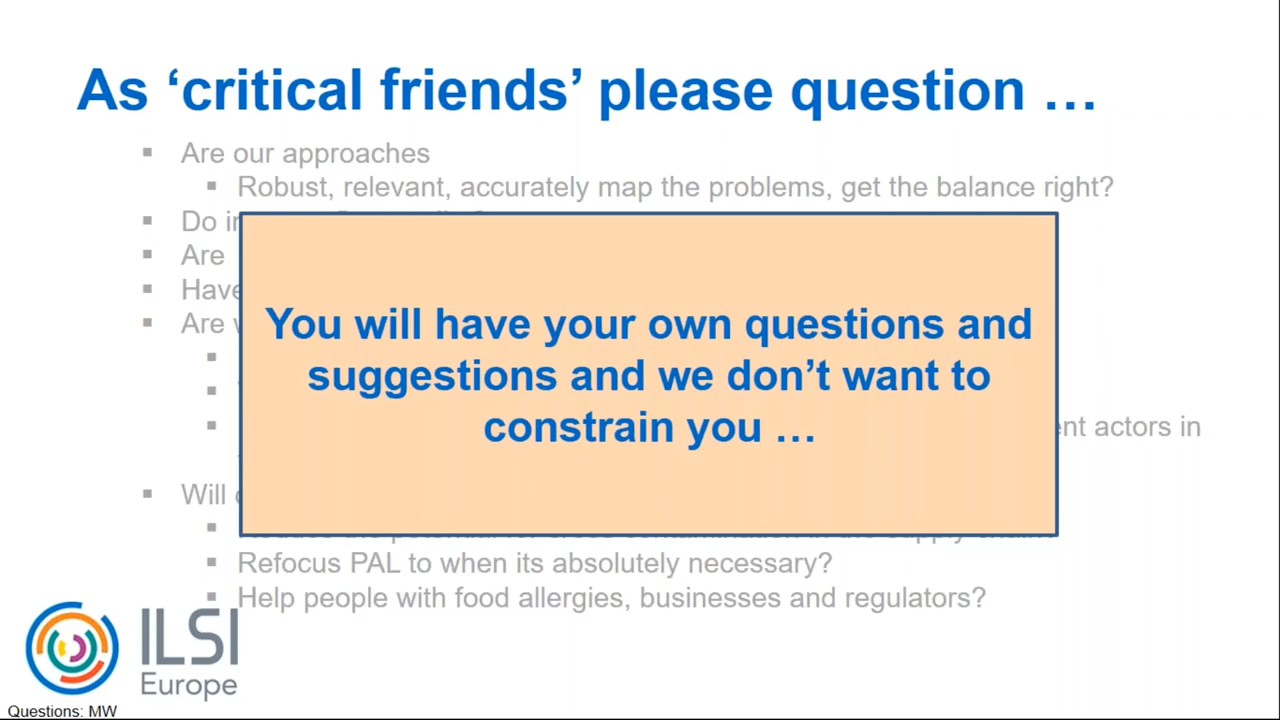 As ‘critical friends’ please question …
Are our approaches
Robust, relevant, accurately map the problems, get the balance right?
Do
Are
Have
Are
You will have your own questions and
suggestions and we don’t want to
constrain you …
actors in
Will
Refocus PAL to when its absolutely necessary?
Help people with food allergies, businesses and regulators?
ILSI
Europe
Questions: MW